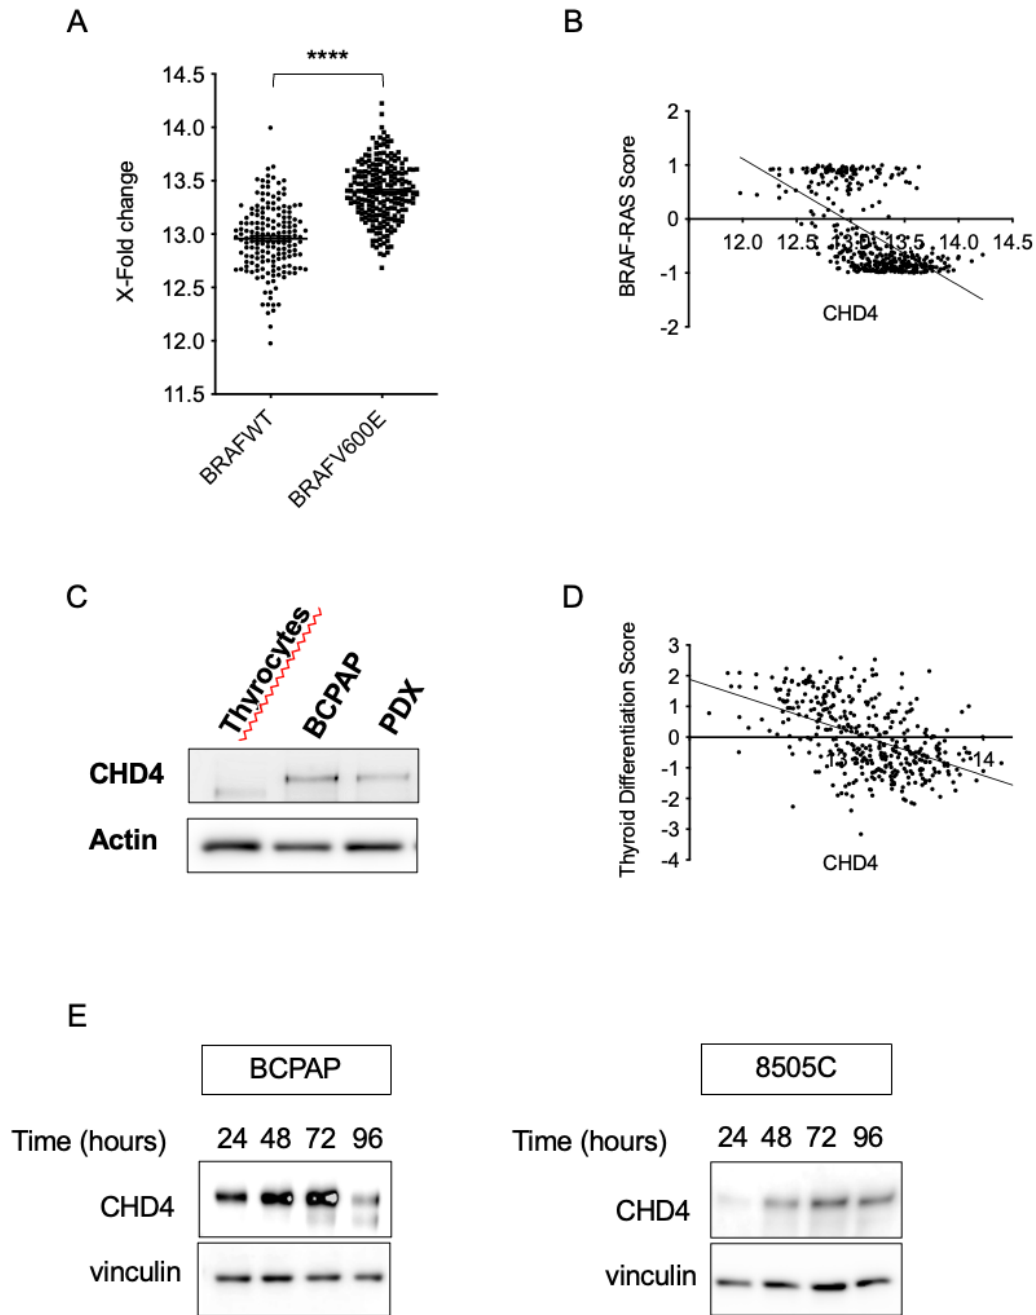 A
****
14.5
14.0
13.5
13.0
12.5
12.0
11.5
X-Fold change
BRAFWT
BRAFV600E
B
2
1
0
-1
-2
12.0 12.5 13.0 13.5 14.0 14.5
BRAF-RAS Score
CHD4
C
Thyrocytes
BCPAP
PDX
CHD4
Actin
D
3
2
1
0
-1
-2
-3
-4
13 14
Thyroid Differentiation Score
CHD4
E
BCPAP
Time (hours) 24 48 72 96
CHD4
vinculin
8505C
Time (hours) 24 48 72 96
CHD4
vinculin